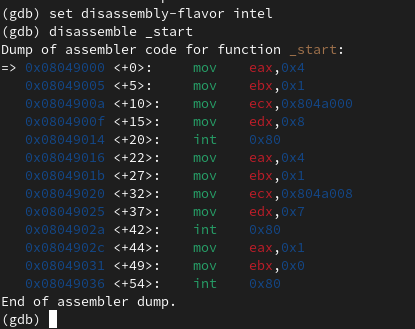 (gdb) set disassembly-flavor intel
(gdb) disassemble _start
Dump of assembler code for function _start:
=> 0x08049000 <+0>:     mov    eax,0x4
   0x08049005 <+5>:     mov    ebx,0x1
   0x0804900a <+10>:    mov    ecx,0x804a000
   0x0804900f <+15>:    mov    edx,0x8
   0x08049014 <+20>:    int    0x80
   0x08049016 <+22>:    mov    eax,0x4
   0x0804901b <+27>:    mov    ebx,0x1
   0x08049020 <+32>:    mov    ecx,0x804a008
   0x08049025 <+37>:    mov    edx,0x7
   0x0804902a <+42>:    int    0x80
   0x0804902c <+44>:    mov    eax,0x1
   0x08049031 <+49>:    mov    ebx,0x0
   0x08049036 <+54>:    int    0x80
End of assembler dump.
(gdb)